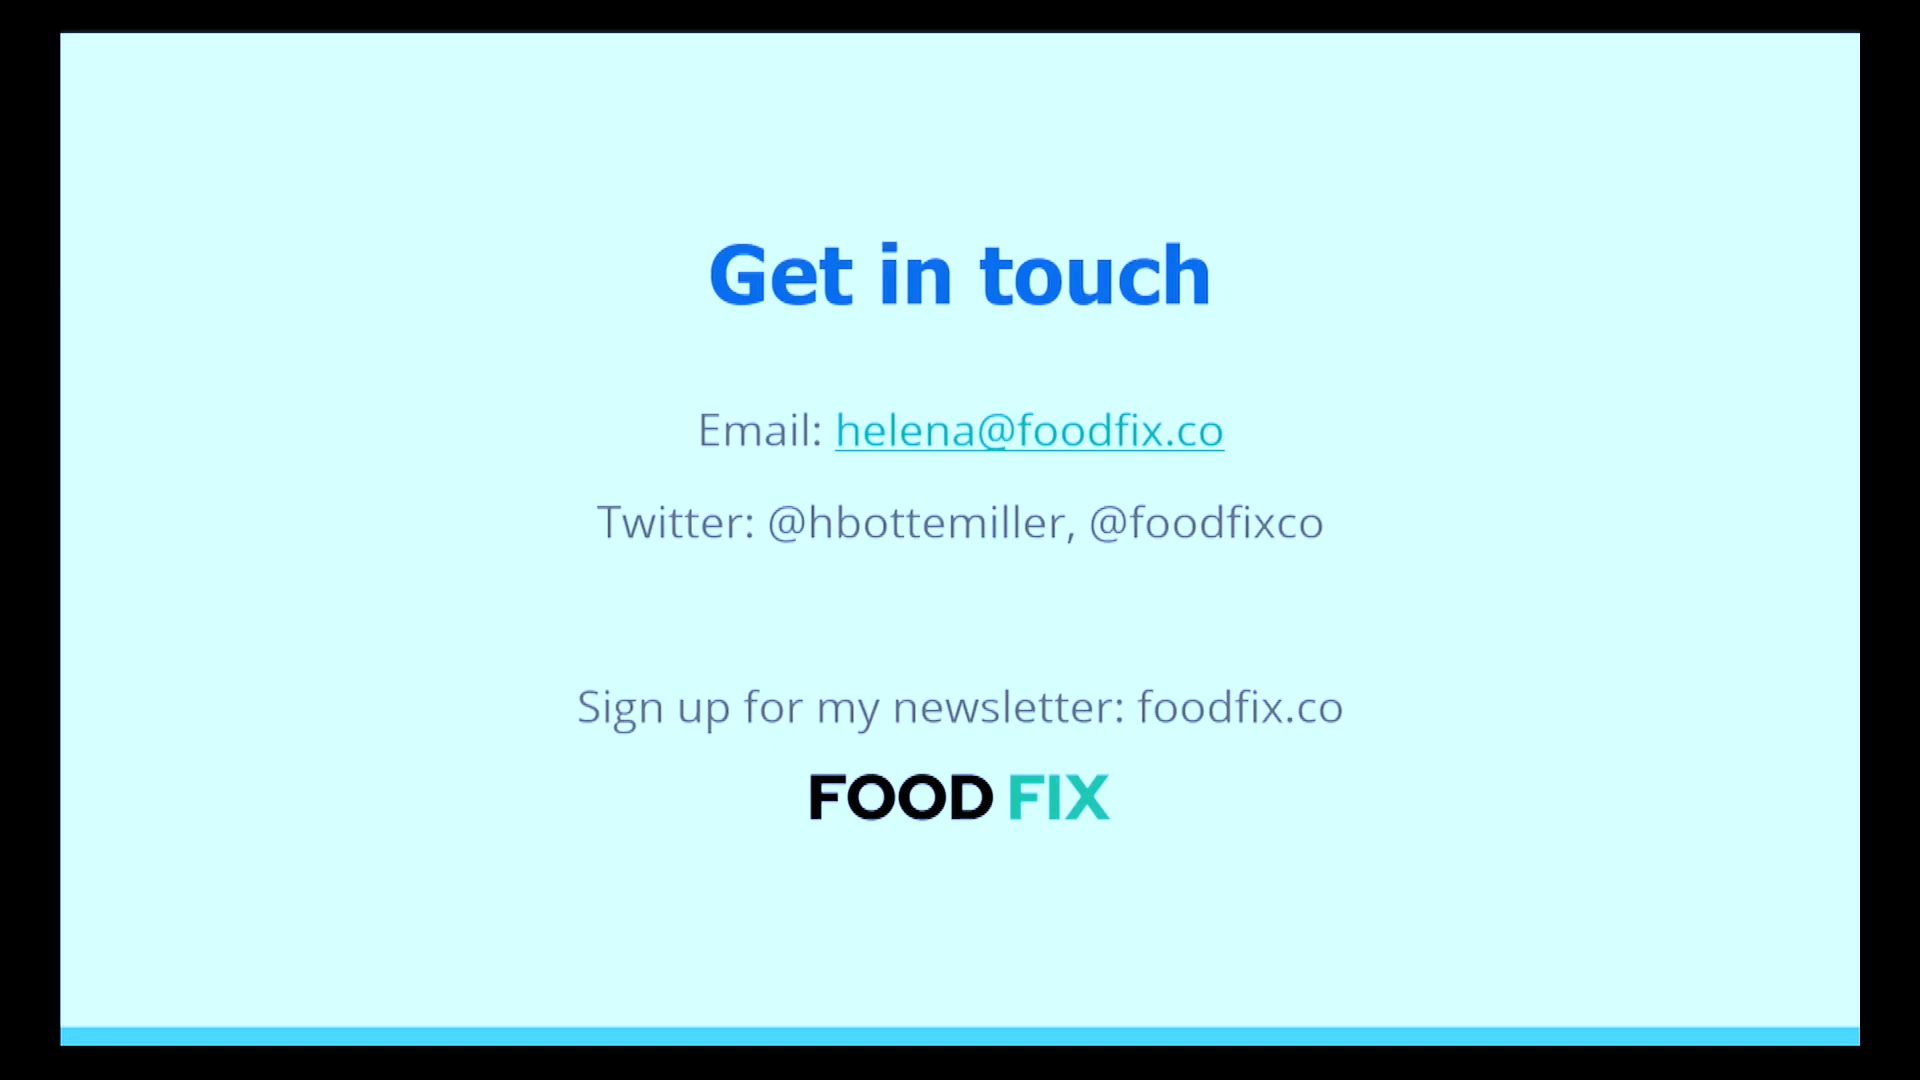 Get in touch
Email: helena@foodfix.co
Twitter: @hbottemiller, @foodfixco
Sign up for my newsletter: foodfix.co
FOOD FIX